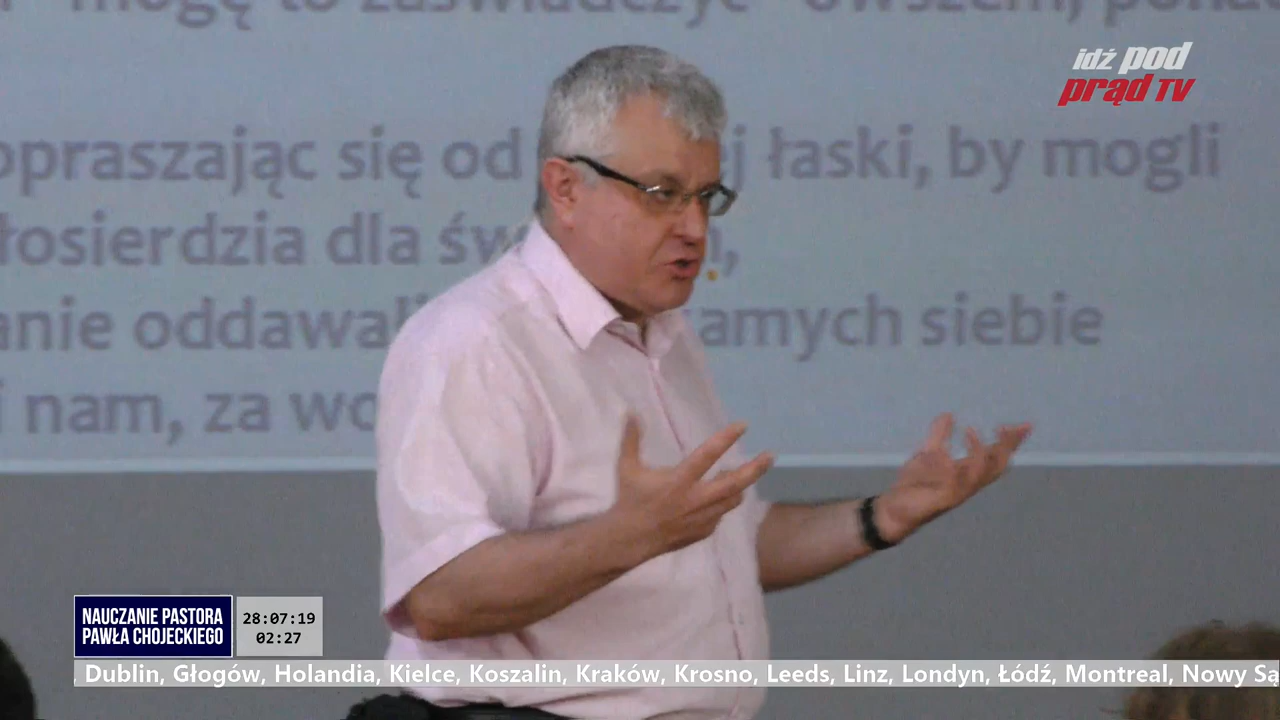 mogę to zaświadczyć owszem, ponad
idź pod
prąd TV
opraszając się od j łaski, by mogli
łosierdzia dla św ,
anie oddawali amych siebie
i nam, za wo
NAUCZANIE PASTORA
PAWŁA CHOJECKIEGO
28:07:19
02:27
, Dublin, Głogów, Holandia, Kielce, Koszalin, Kraków, Krosno, Leeds, Linz, Londyn, Łódź, Montreal, Nowy Są